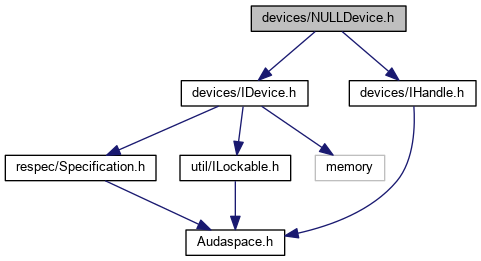 devices/NULLDevice.h
devices/IDevice.h
devices/IHandle.h
respec/Specification.h
util/ILockable.h
memory
Audaspace.h